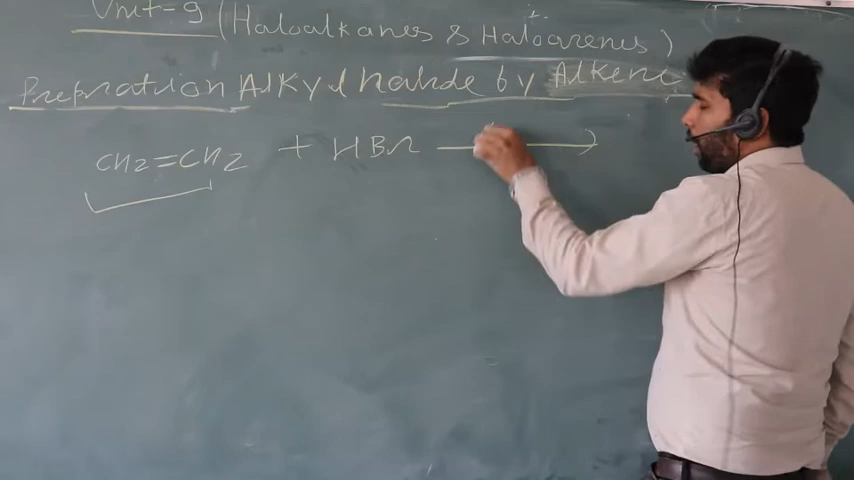 Unit-9 (Haloalkanes & Haloarenes)
Prepration Alkyl halide by Alkene
CH2=CH2 + HBr →